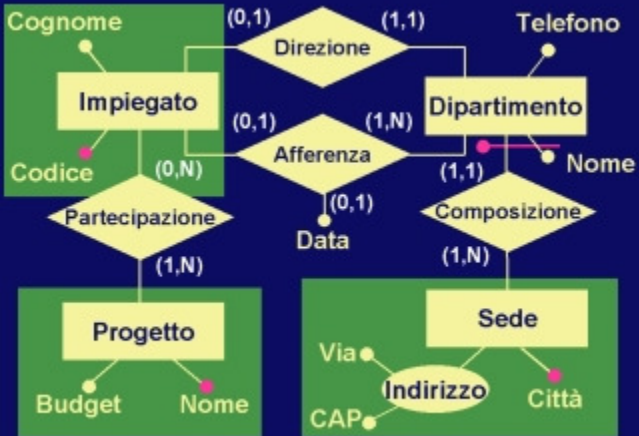 Cognome
(0,1)
(1,1)
Telefono
Direzione
Impiegato
Dipartimento
(0,1)
(1,N)
Afferenza
Codice
(0,N)
(1,1)
Nome
Partecipazione
(0,1)
Composizione
Data
(1,N)
(1,N)
Progetto
Sede
Via
Indirizzo
Budget
Nome
Città
CAP